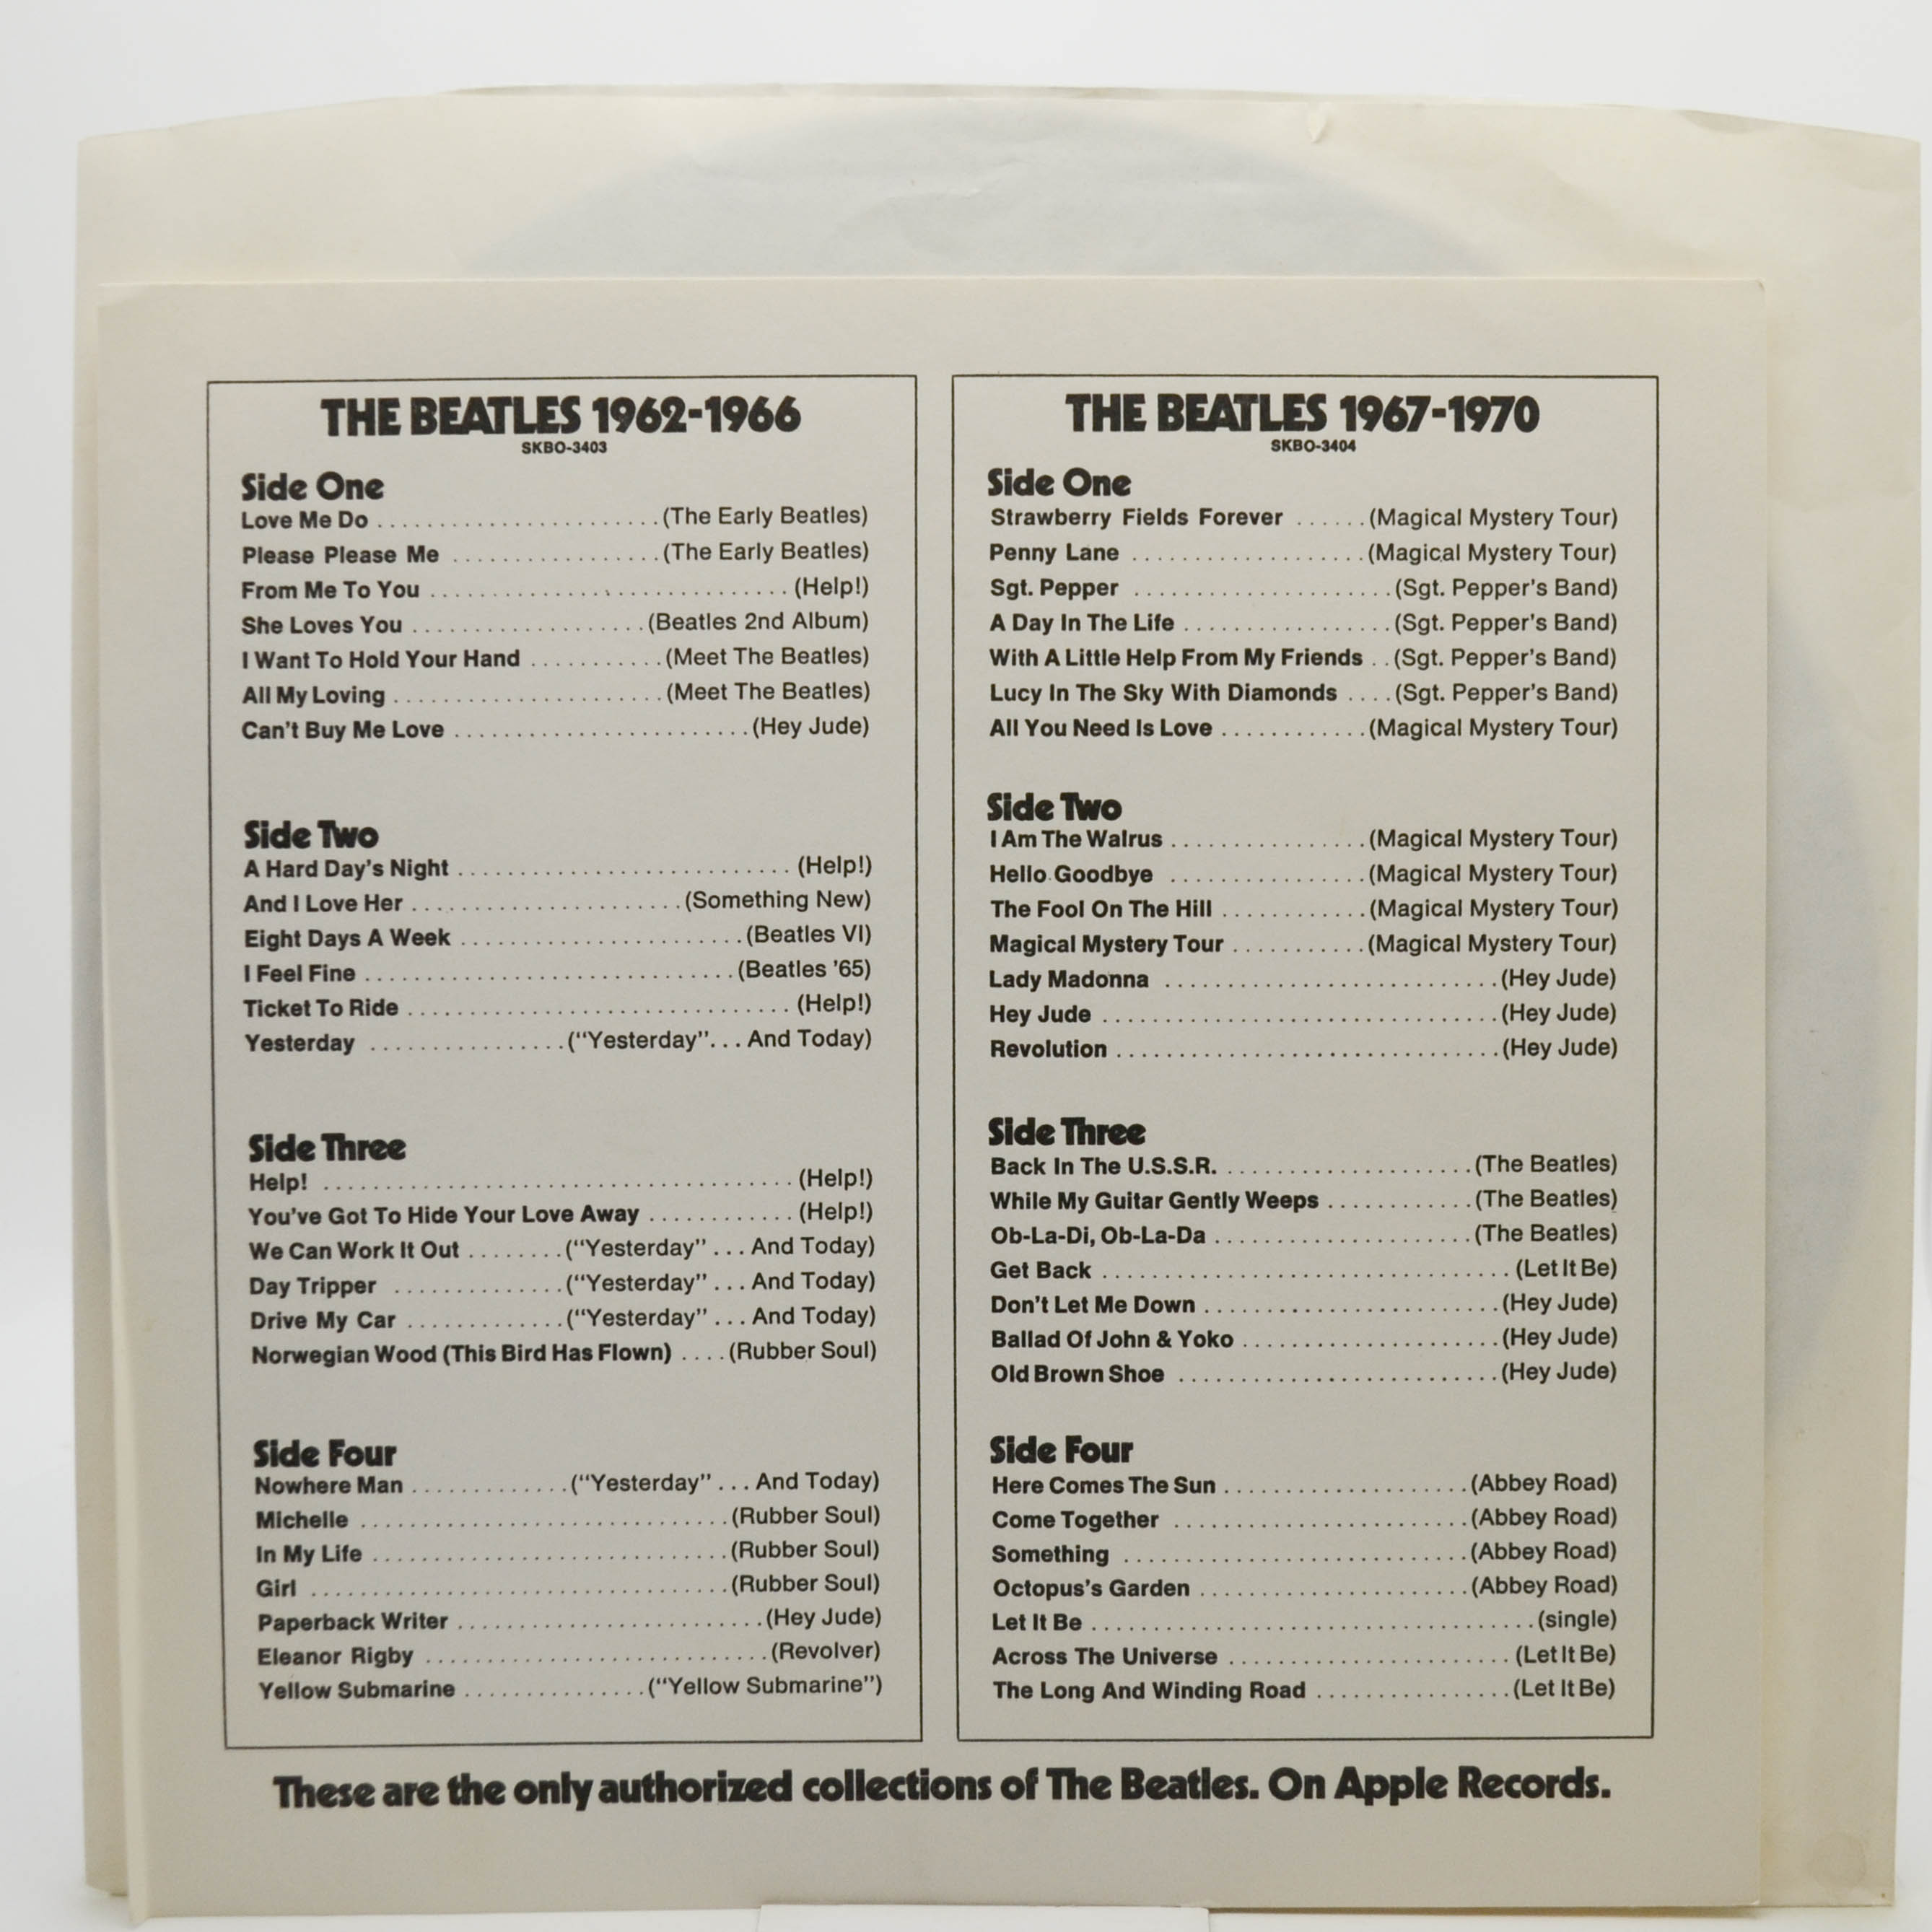 THE BEATLES 1962-1966
SKBO-3403
Side One
Love Me Do ....................... (The Early Beatles)
Please Please Me ................. (The Early Beatles)
From Me To You ............................. (Help!)
She Loves You ................... (Beatles 2nd Album)
I Want To Hold Your Hand ........... (Meet The Beatles)
All My Loving ...................... (Meet The Beatles)
Can't Buy Me Love ........................ (Hey Jude)
Side Two
A Hard Day's Night ........................... (Help!)
And I Love Her ...................... (Something New)
Eight Days A Week ....................... (Beatles VI)
I Feel Fine .............................. (Beatles '65)
Ticket To Ride ............................... (Help!)
Yesterday ................ ("Yesterday"... And Today)
Side Three
Help! ...................................... (Help!)
You've Got To Hide Your Love Away ............ (Help!)
We Can Work It Out ........ ("Yesterday" ... And Today)
Day Tripper .............. ("Yesterday" ... And Today)
Drive My Car ............. ("Yesterday" ... And Today)
Norwegian Wood (This Bird Has Flown) .... (Rubber Soul)
Side Four
Nowhere Man ............. ("Yesterday" ... And Today)
Michelle .............................. (Rubber Soul)
In My Life ............................. (Rubber Soul)
Girl .................................. (Rubber Soul)
Paperback Writer ......................... (Hey Jude)
Eleanor Rigby ............................ (Revolver)
Yellow Submarine ............... ("Yellow Submarine")
THE BEATLES 1967-1970
SKBO-3404
Side One
Strawberry Fields Forever ...... (Magical Mystery Tour)
Penny Lane ................... (Magical Mystery Tour)
Sgt. Pepper ..................... (Sgt. Pepper's Band)
A Day In The Life ................. (Sgt. Pepper's Band)
With A Little Help From My Friends .. (Sgt. Pepper's Band)
Lucy In The Sky With Diamonds .... (Sgt. Pepper's Band)
All You Need Is Love ............ (Magical Mystery Tour)
Side Two
I Am The Walrus ................ (Magical Mystery Tour)
Hello Goodbye ................ (Magical Mystery Tour)
The Fool On The Hill ............ (Magical Mystery Tour)
Magical Mystery Tour ........... (Magical Mystery Tour)
Lady Madonna ........................... (Hey Jude)
Hey Jude ................................ (Hey Jude)
Revolution ............................... (Hey Jude)
Side Three
Back In The U.S.S.R. .................... (The Beatles)
While My Guitar Gently Weeps ............ (The Beatles)
Ob-La-Di, Ob-La-Da ..................... (The Beatles)
Get Back ................................. (Let It Be)
Don't Let Me Down ........................ (Hey Jude)
Ballad Of John & Yoko ..................... (Hey Jude)
Old Brown Shoe .......................... (Hey Jude)
Side Four
Here Comes The Sun .................... (Abbey Road)
Come Together ........................ (Abbey Road)
Something ............................ (Abbey Road)
Octopus's Garden ...................... (Abbey Road)
Let It Be .................................... (single)
Across The Universe ....................... (Let It Be)
The Long And Winding Road ................ (Let It Be)
These are the only authorized collections of The Beatles. On Apple Records.